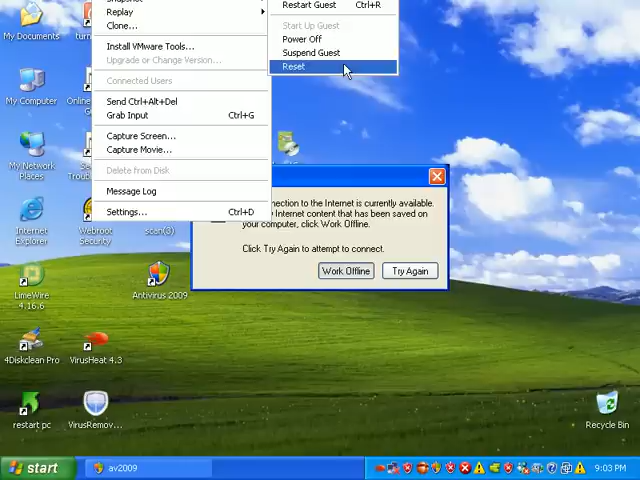 Replay
Clone...
Install VMware Tools...
Upgrade or Change Version...
Connected Users
Send Ctrl+Alt+Del
Grab Input Ctrl+G
Capture Screen...
Capture Movie...
Delete from Disk
Message Log
Settings... Ctrl+D
Restart Guest Ctrl+R
Start Up Guest
Power Off
Suspend Guest
Reset
nection to the Internet is currently available.
Internet content that has been saved on
your computer, click Work Offline.
Click Try Again to attempt to connect.
Work Offline
Try Again
My Documents
My Computer
My Network
Places
Internet
Explorer
Webroot
Security
scan(3)
LimeWire
4.16.6
Antivirus 2009
4Diskclean Pro
VirusHeat 4.3
restart pc
VirusRemov...
Recycle Bin
start
av2009
9:03 PM